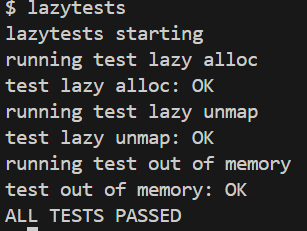 $ lazytests
lazytests starting
running test lazy alloc
test lazy alloc: OK
running test lazy unmap
test lazy unmap: OK
running test out of memory
test out of memory: OK
ALL TESTS PASSED